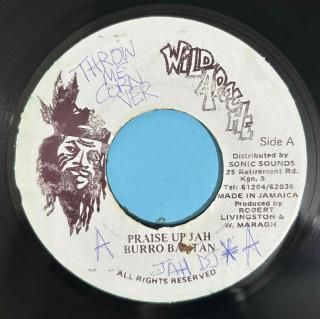 THROW
ME
CORN
VER
WILD APACHE
Side A
Distributed by
SONIC SOUNDS
25 Retirement Rd.
Kgn. 5
Tel: 61204/62036
MADE IN JAMAICA
Produced by
ROBERT
LIVINGSTON &
W. MARAGH
A
PRAISE UP JAH
BURRO BANTAN
JAH DJ * A
ALL RIGHTS RESERVED